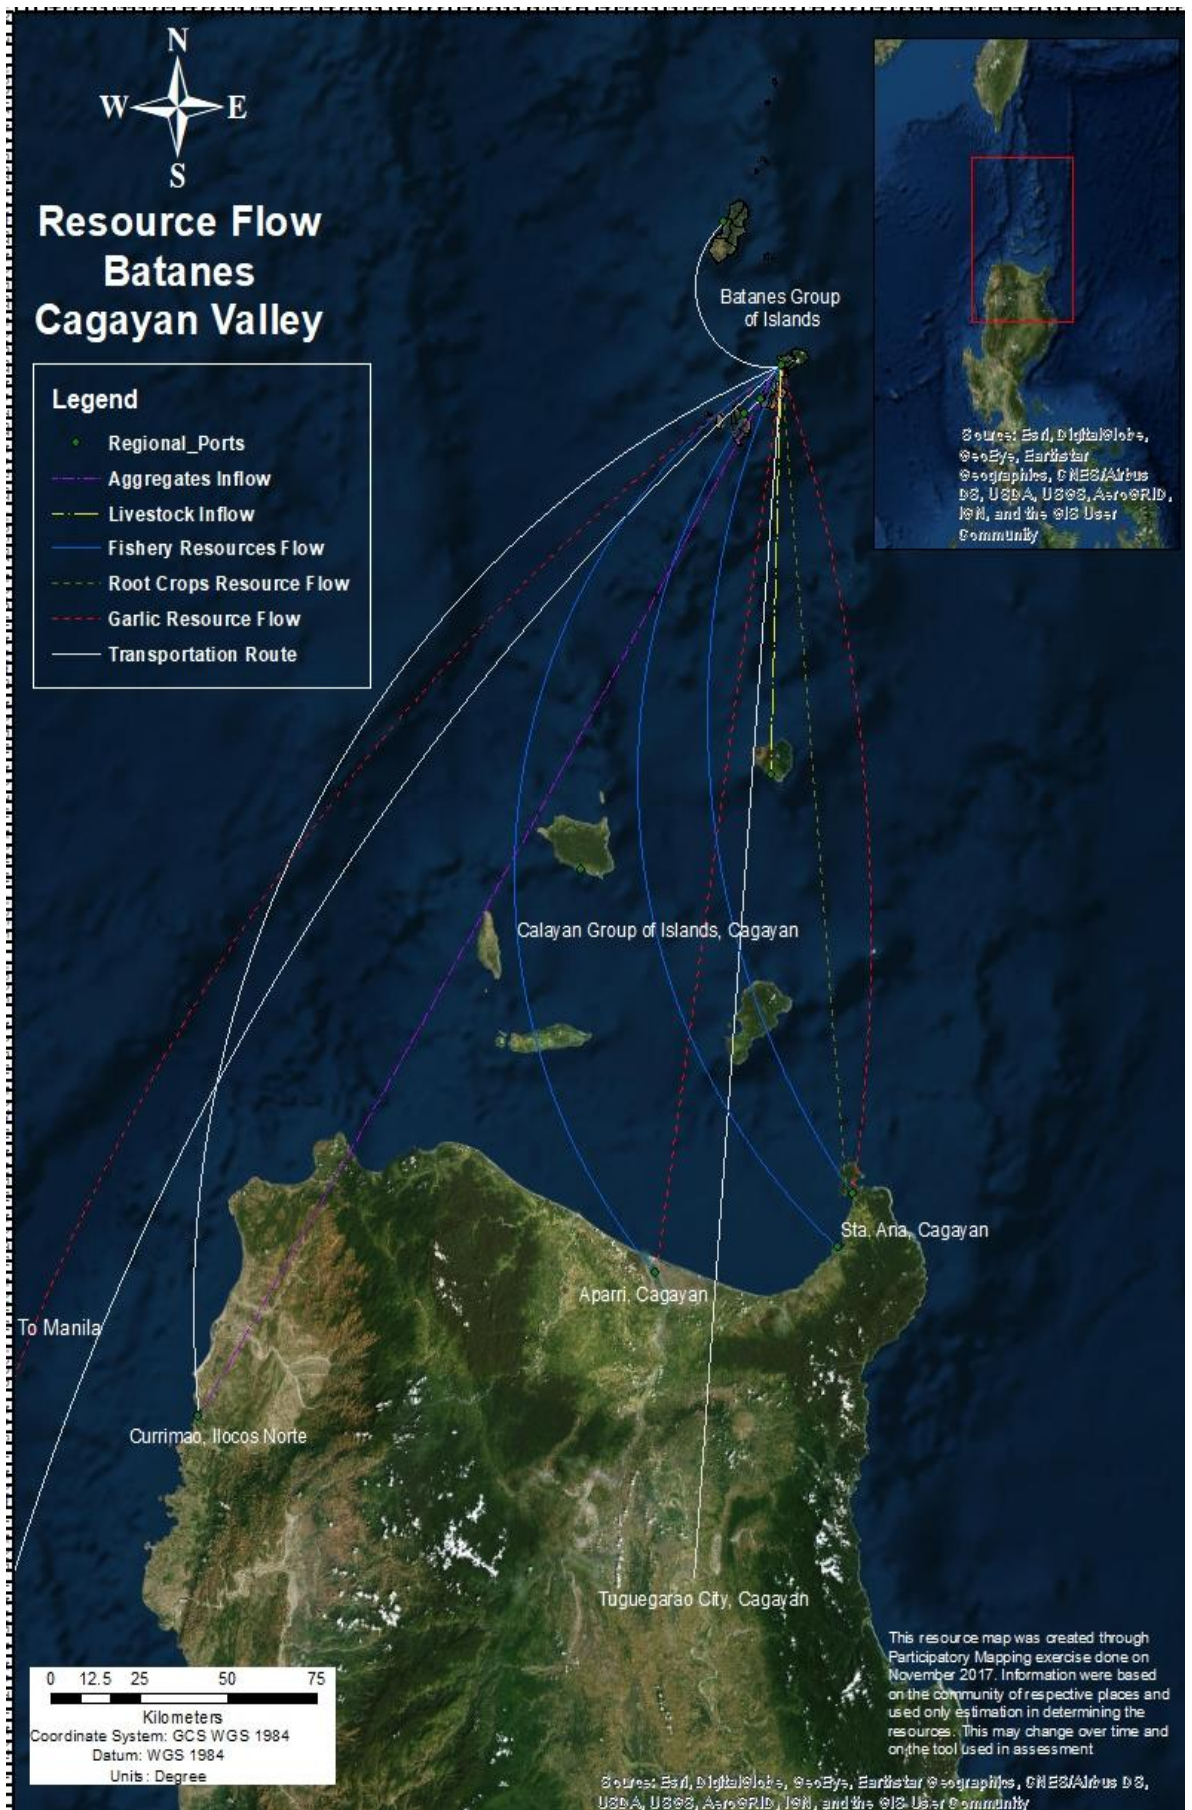 N
W E
S
Resource Flow
Batanes
Cagayan Valley
Legend
Regional_Ports
Aggregates Inflow
Livestock Inflow
Fishery Resources Flow
Root Crops Resource Flow
Garlic Resource Flow
Transportation Route
Batanes Group
of Islands
Source: Esri, DigitalGlobe,
GeoEye, Earthstar
Geographics, CNES/Airbus
DS, USDA, USGS, AeroGRID,
IGN, and the GIS User
Community
Calayan Group of Islands, Cagayan
Sta. Ana, Cagayan
Aparri, Cagayan
To Manila
Currimao, Ilocos Norte
Tuguegarao City, Cagayan
0 12.5 25 50 75
Kilometers
Coordinate System: GCS WGS 1984
Datum: WGS 1984
Units: Degree
This resource map was created through
Participatory Mapping exercise done on
November 2017. Information were based
on the community of respective places and
used only estimation in determining the
resources. This may change over time and
on the tool used in assessment
Source: Esri, DigitalGlobe, GeoEye, Earthstar Geographics, CNES/Airbus DS,
USDA, USGS, AeroGRID, IGN, and the GIS User Community